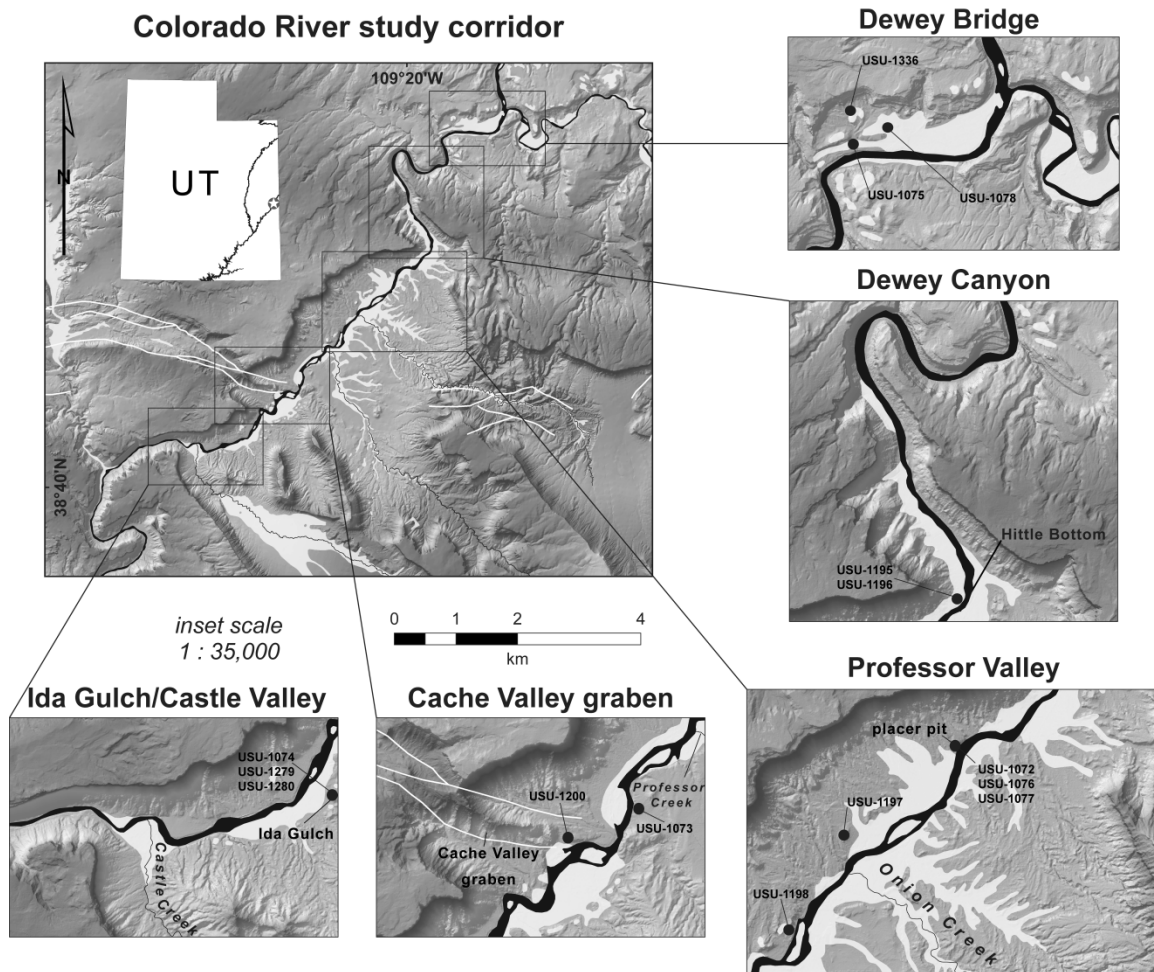 Colorado River study corridor
109°20'W
N
UT
38°40'N
Dewey Bridge
USU-1336
USU-1075
USU-1078
Dewey Canyon
Hittle Bottom
USU-1195
USU-1196
inset scale
1 : 35,000
0 1 2 4
km
Ida Gulch/Castle Valley
USU-1074
USU-1279
USU-1280
Ida Gulch
Castle Creek
Cache Valley graben
Professor
Creek
USU-1200
USU-1073
Cache Valley
graben
Professor Valley
placer pit
USU-1072
USU-1076
USU-1077
USU-1197
Onion Creek
USU-1198